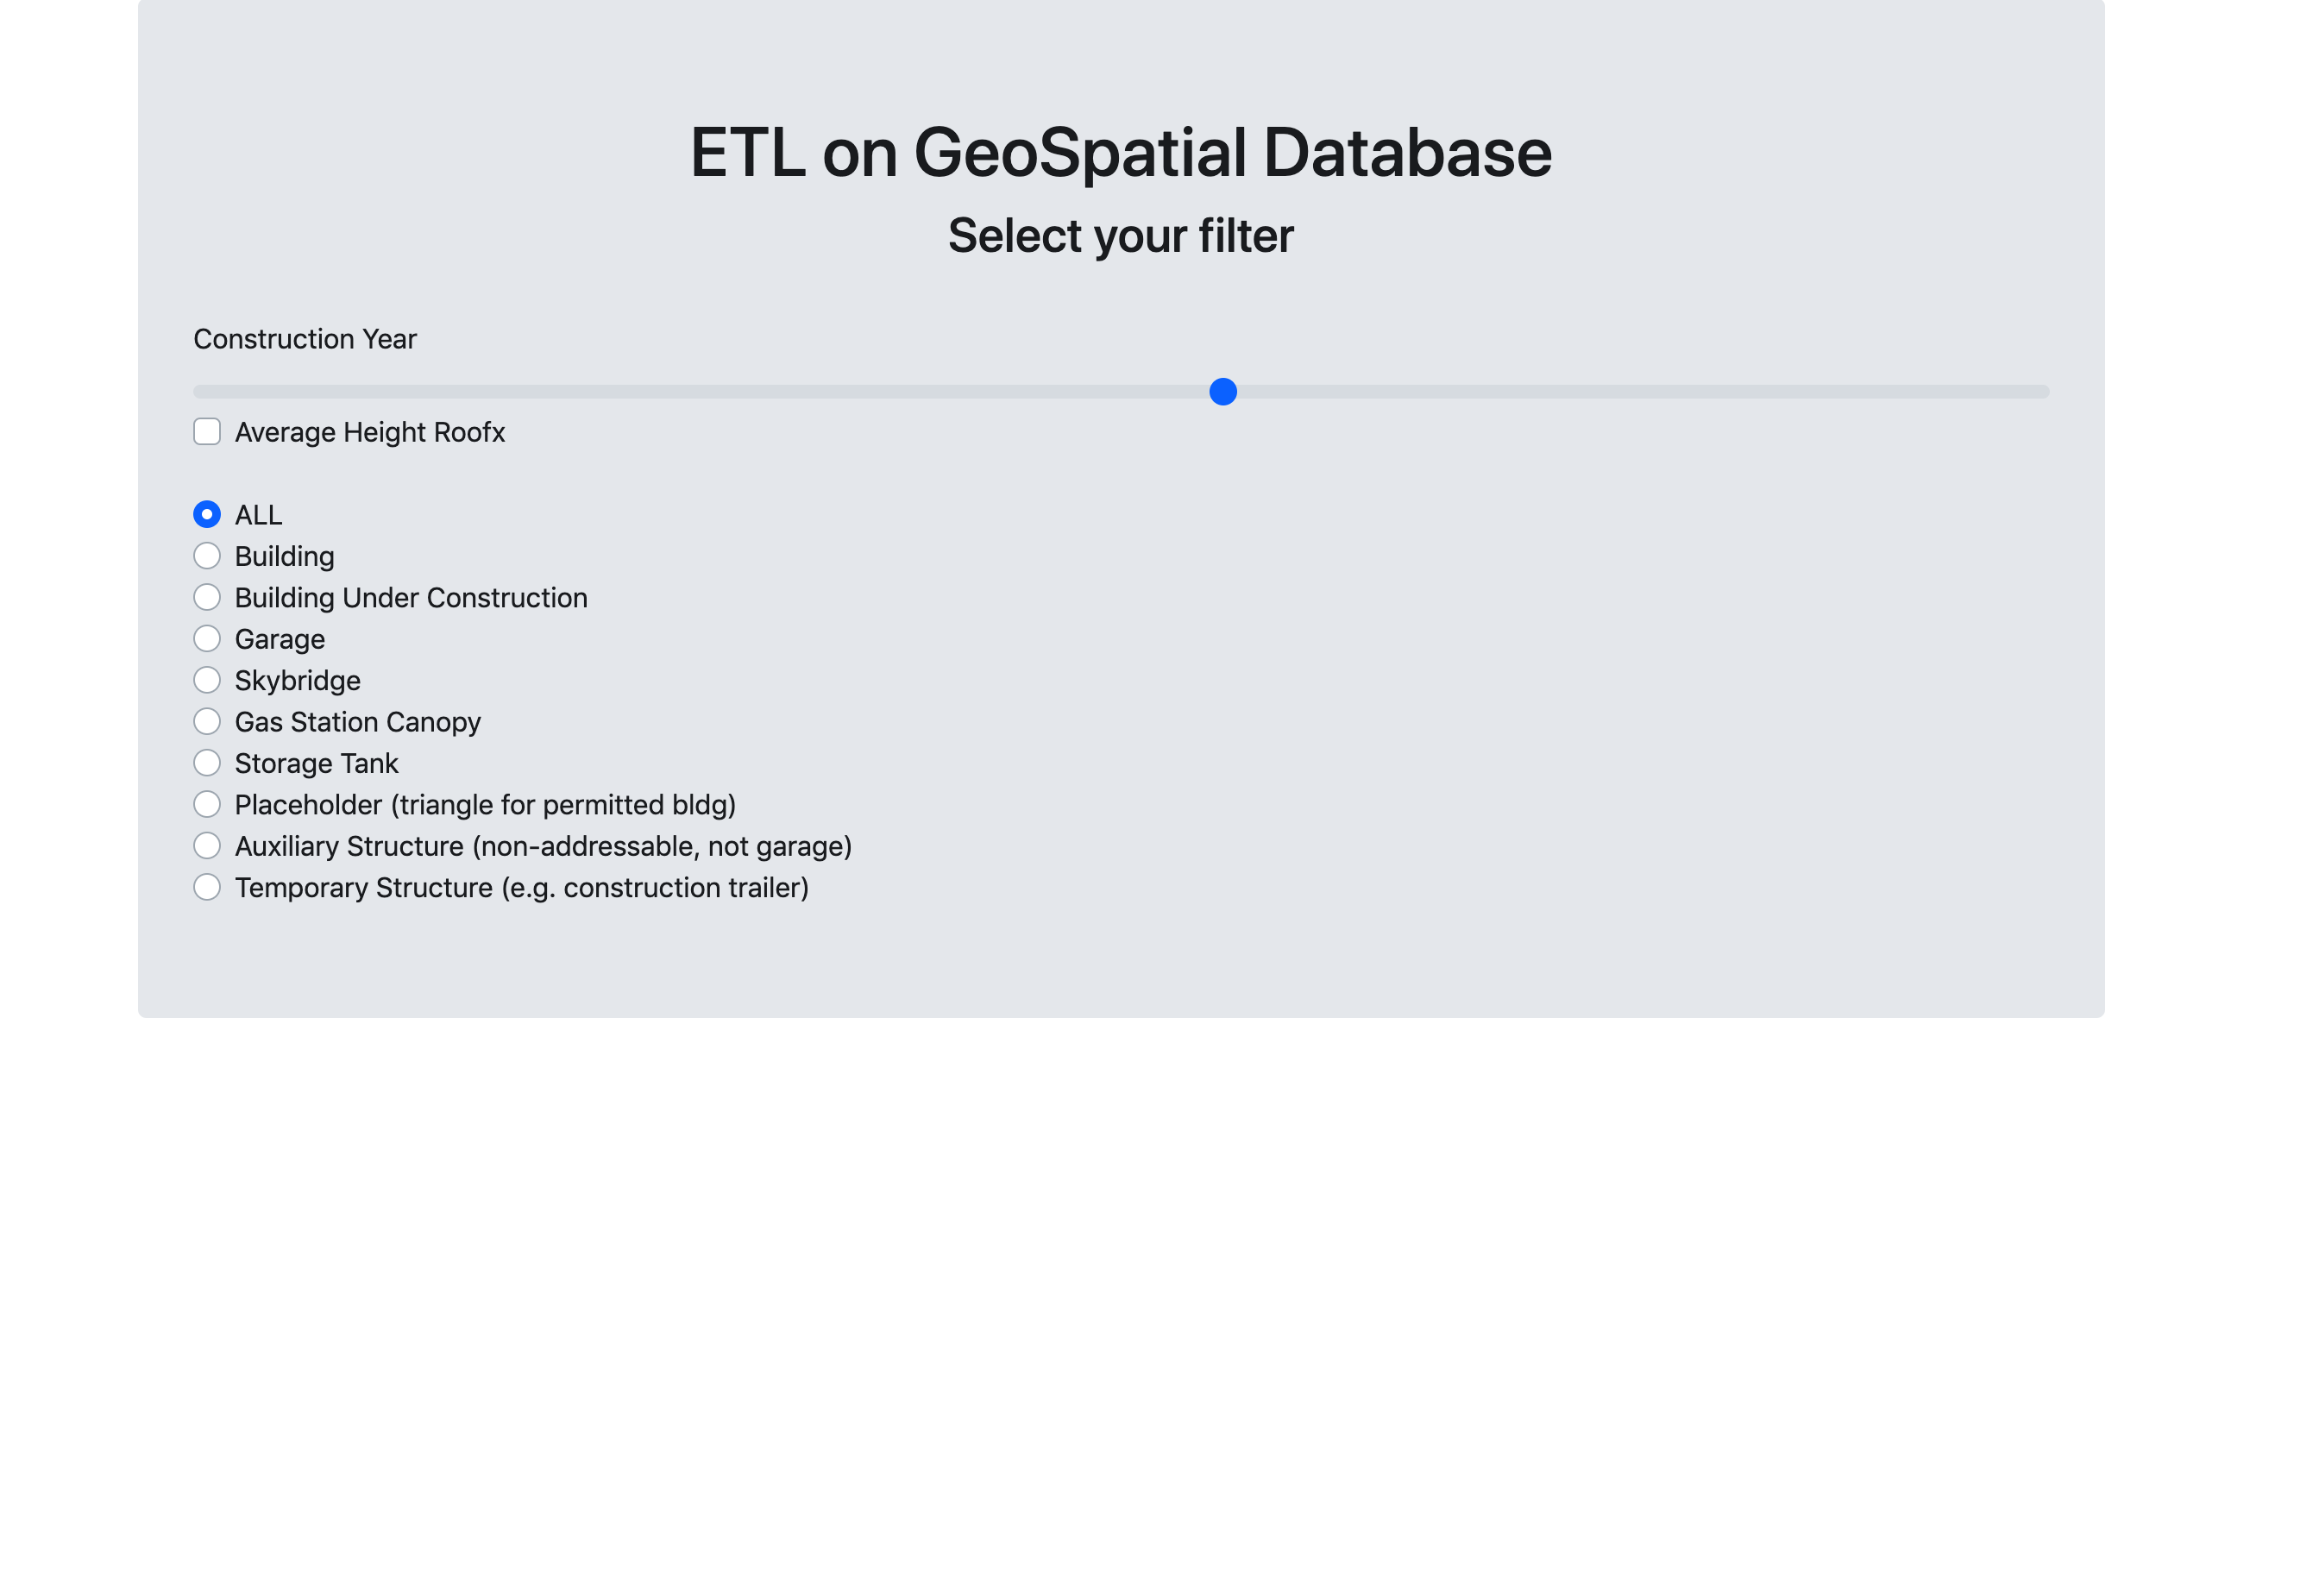 ETL on GeoSpatial Database
Select your filter
Construction Year
Average Height Roofx
ALL
Building
Building Under Construction
Garage
Skybridge
Gas Station Canopy
Storage Tank
Placeholder (triangle for permitted bldg)
Auxiliary Structure (non-addressable, not garage)
Temporary Structure (e.g. construction trailer)